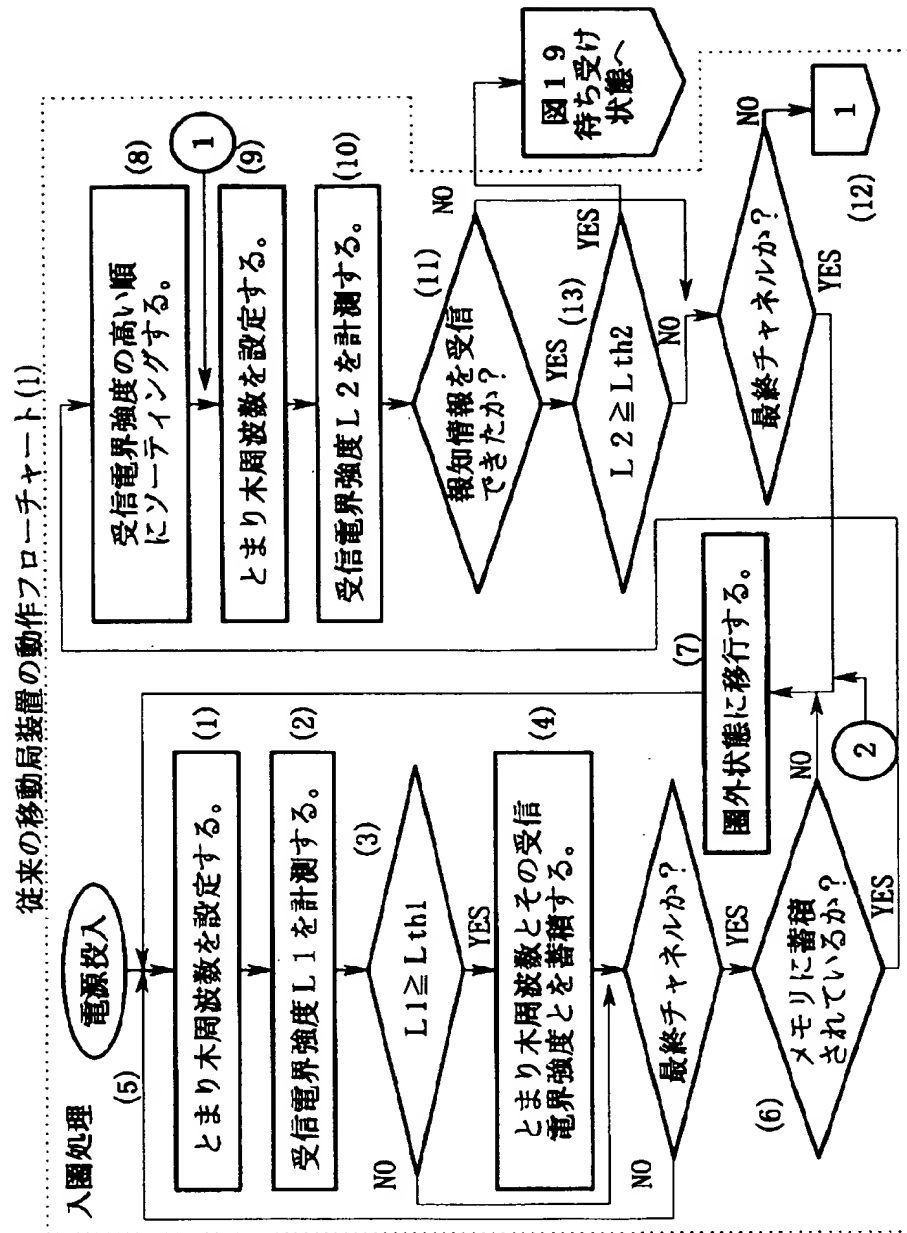 従来の移動局装置の動作フローチャート(1)
入圏処理
電源投入
(5)
とまり木周波数を設定する。
(1)
受信電界強度L1を計測する。
(2)
L1≧Lth1
(3)
YES
NO
とまり木周波数とその受信
電界強度とを蓄積する。
(4)
最終チャネルか?
NO
YES
メモリに蓄積
されているか?
(6)
NO
YES
圏外状態に移行する。
(7)
2
受信電界強度の高い順
にソーティングする。
(8)
1
とまり木周波数を設定する。
(9)
受信電界強度L2を計測する。
(10)
報知情報を受信
できたか?
(11)
NO
YES
L2≧Lth2
(13)
YES
NO
図19
待ち受け
状態へ
最終チャネルか?
NO
YES
(12)
1